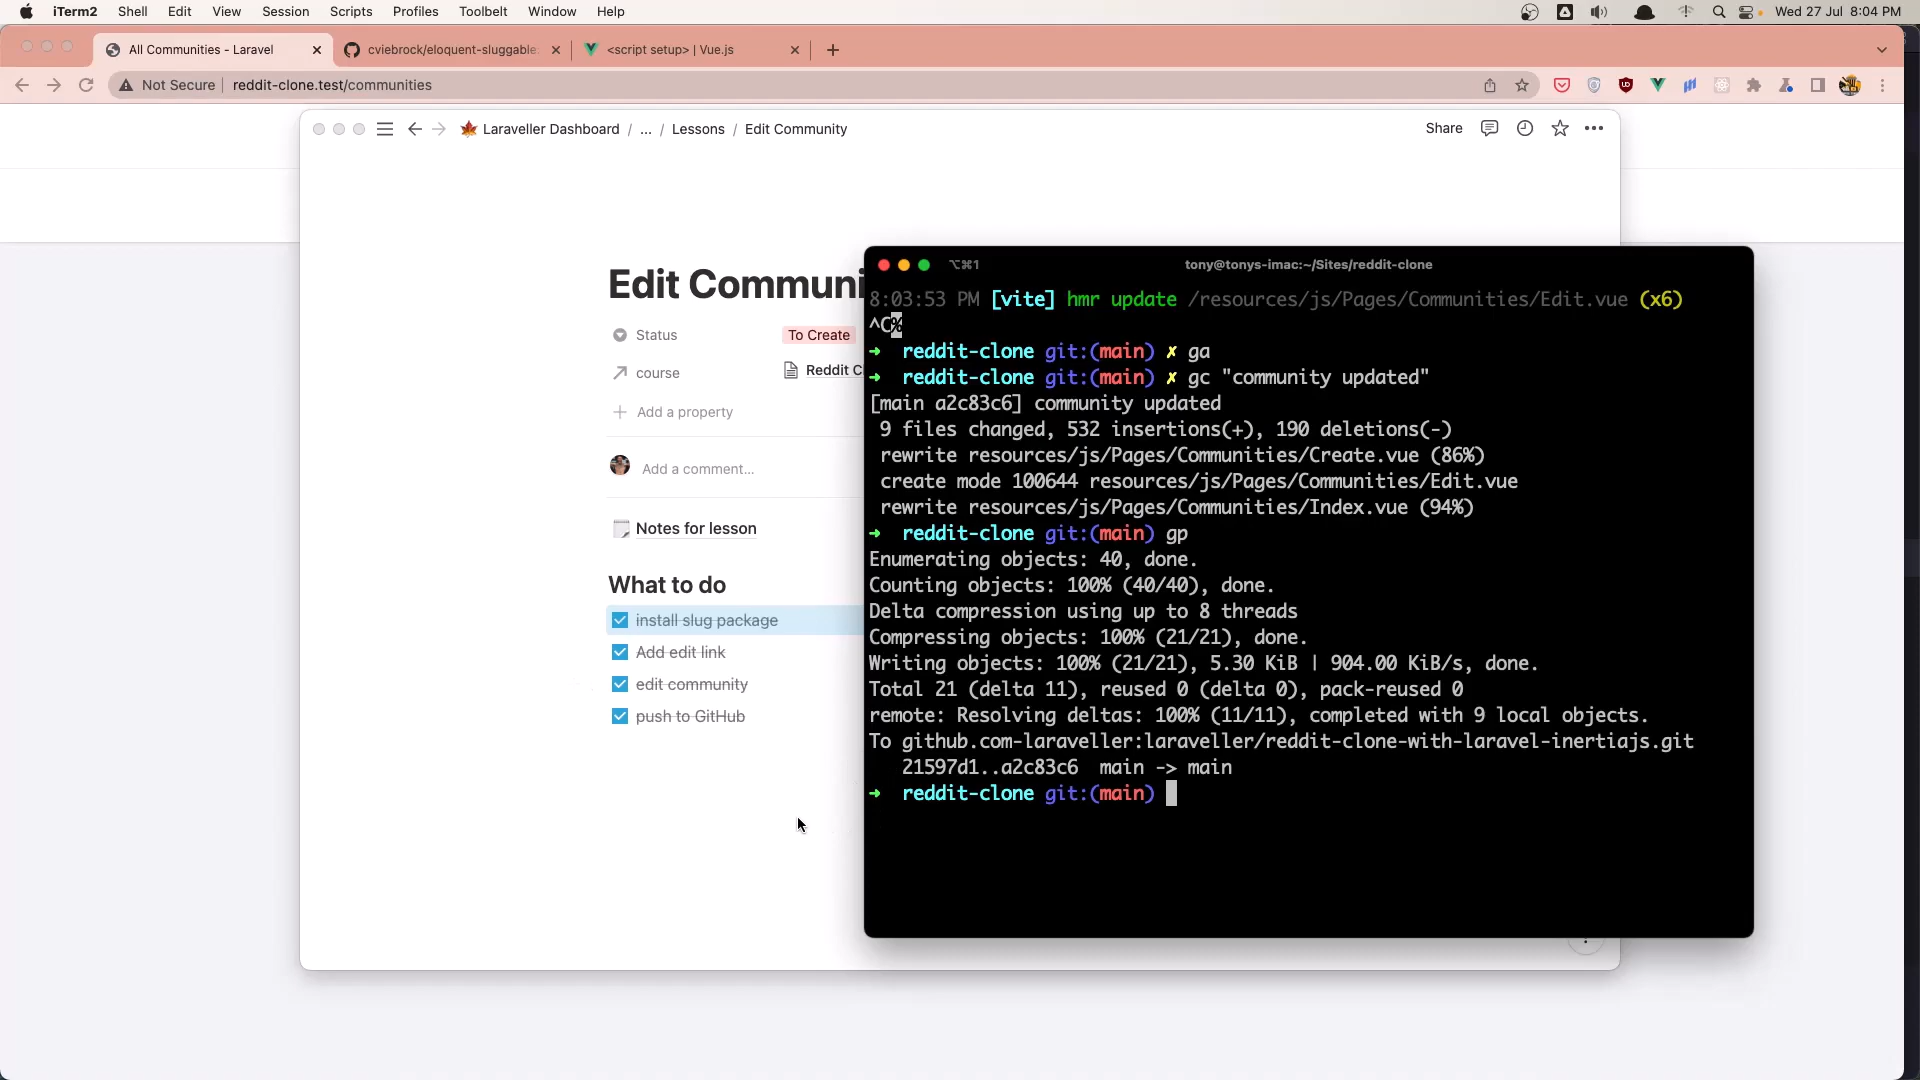 iTerm2 Shell Edit View Session Scripts Profiles Toolbelt Window Help Wed 27 Jul 8:04 PM
All Communities - Laravel cviebrock/eloquent-sluggable: <script setup> | Vue.js
Not Secure reddit-clone.test/communities
Laraveller Dashboard / ... / Lessons / Edit Community Share
Edit Communi
Status To Create
course Reddit Cl
Add a property
Add a comment...
Notes for lesson
What to do
install slug package
Add edit link
edit community
push to GitHub
⌥⌘1 tony@tonys-imac:~/Sites/reddit-clone
8:03:53 PM [vite] hmr update /resources/js/Pages/Communities/Edit.vue (x6)
^C%
➜ reddit-clone git:(main) ✗ ga
➜ reddit-clone git:(main) ✗ gc "community updated"
[main a2c83c6] community updated
9 files changed, 532 insertions(+), 190 deletions(-)
rewrite resources/js/Pages/Communities/Create.vue (86%)
create mode 100644 resources/js/Pages/Communities/Edit.vue
rewrite resources/js/Pages/Communities/Index.vue (94%)
➜ reddit-clone git:(main) gp
Enumerating objects: 40, done.
Counting objects: 100% (40/40), done.
Delta compression using up to 8 threads
Compressing objects: 100% (21/21), done.
Writing objects: 100% (21/21), 5.30 KiB | 904.00 KiB/s, done.
Total 21 (delta 11), reused 0 (delta 0), pack-reused 0
remote: Resolving deltas: 100% (11/11), completed with 9 local objects.
To github.com-laraveller:laraveller/reddit-clone-with-laravel-inertiajs.git
21597d1..a2c83c6 main -> main
➜ reddit-clone git:(main)